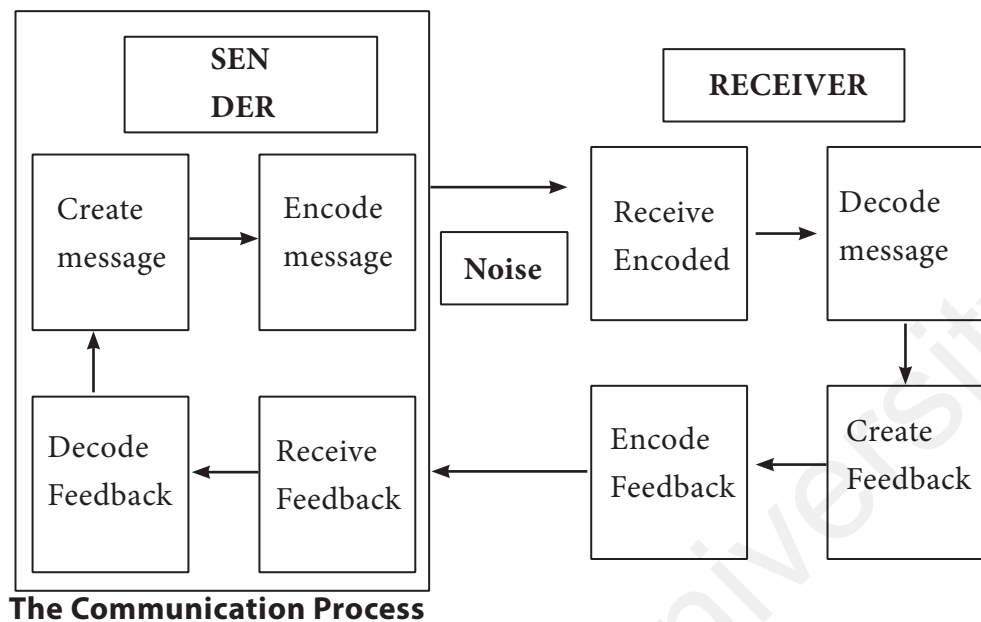 SEN
DER
RECEIVER
Create
message
Encode
message
Noise
Receive
Encoded
Decode
message
Decode
Feedback
Receive
Feedback
Encode
Feedback
Create
Feedback
The Communication Process